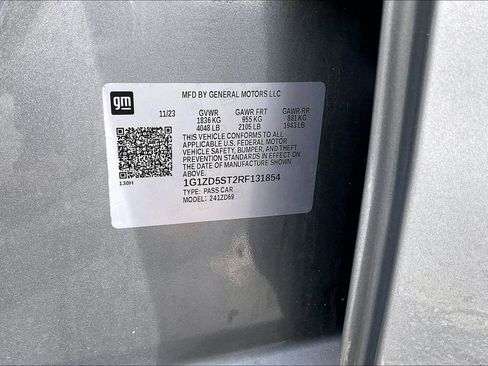 gm
MFD BY GENERAL MOTORS LLC
11/23 GVWR GAWR FRT GAWR RR
1836 KG 955 KG 881 KG
4048 LB 2105 LB 1943 LB
THIS VEHICLE CONFORMS TO ALL
APPLICABLE U.S. FEDERAL MOTOR
VEHICLE SAFETY, BUMPER, AND THEFT
PREVENTION STANDARDS IN EFFECT ON
THE DATE OF MANUFACTURE SHOWN
ABOVE.
130H
1G1ZD5ST2RF131854
TYPE: PASS CAR
MODEL: 241ZD69